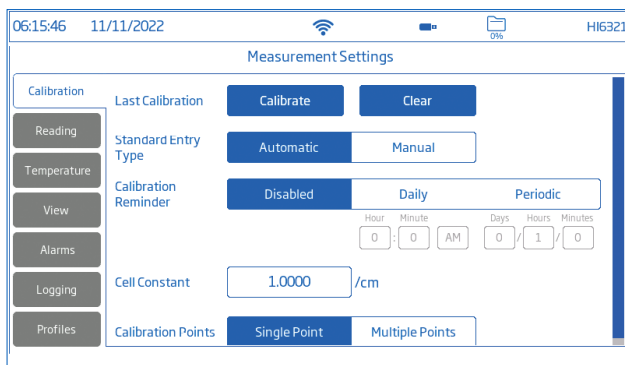 06:15:46 11/11/2022 0% HI6321
Measurement Settings
Calibration
Reading
Temperature
View
Alarms
Logging
Profiles
Last Calibration Calibrate Clear
Standard Entry
Type
Automatic Manual
Calibration
Reminder
Disabled Daily Periodic
Hour Minute Days Hours Minutes
0 : 0 AM 0 / 1 / 0
Cell Constant 1.0000 /cm
Calibration Points Single Point Multiple Points